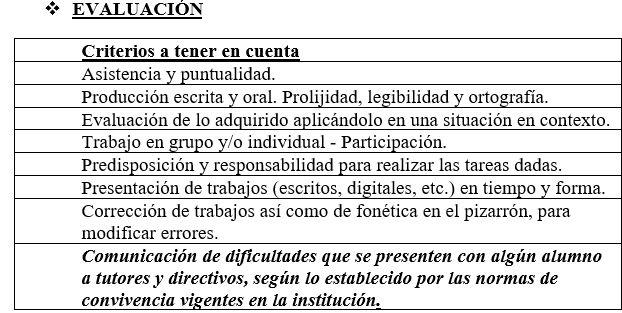 ❖ EVALUACIÓN
Criterios a tener en cuenta
Asistencia y puntualidad.
Producción escrita y oral. Prolijidad, legibilidad y ortografía.
Evaluación de lo adquirido aplicándolo en una situación en contexto.
Trabajo en grupo y/o individual - Participación.
Predisposición y responsabilidad para realizar las tareas dadas.
Presentación de trabajos (escritos, digitales, etc.) en tiempo y forma.
Corrección de trabajos así como de fonética en el pizarrón, para
modificar errores.
Comunicación de dificultades que se presenten con algún alumno
a tutores y directivos, según lo establecido por las normas de
convivencia vigentes en la institución.